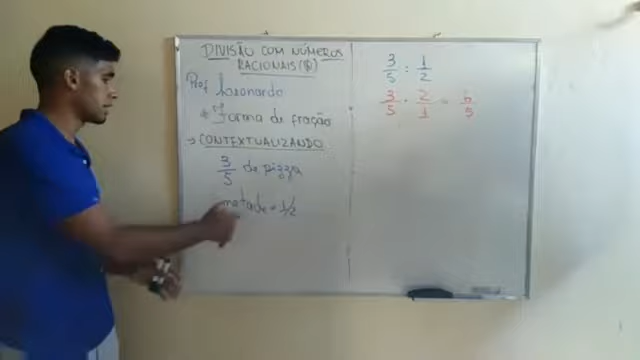 DIVISÃO COM NÚMEROS
RACIONAIS (Q)
Prof Leonardo
* forma de fração
→ CONTEXTUALIZANDO
3/5 de pizza
metade = 1/2
3/5 : 1/2
3/5 · 2/1 = 6/5